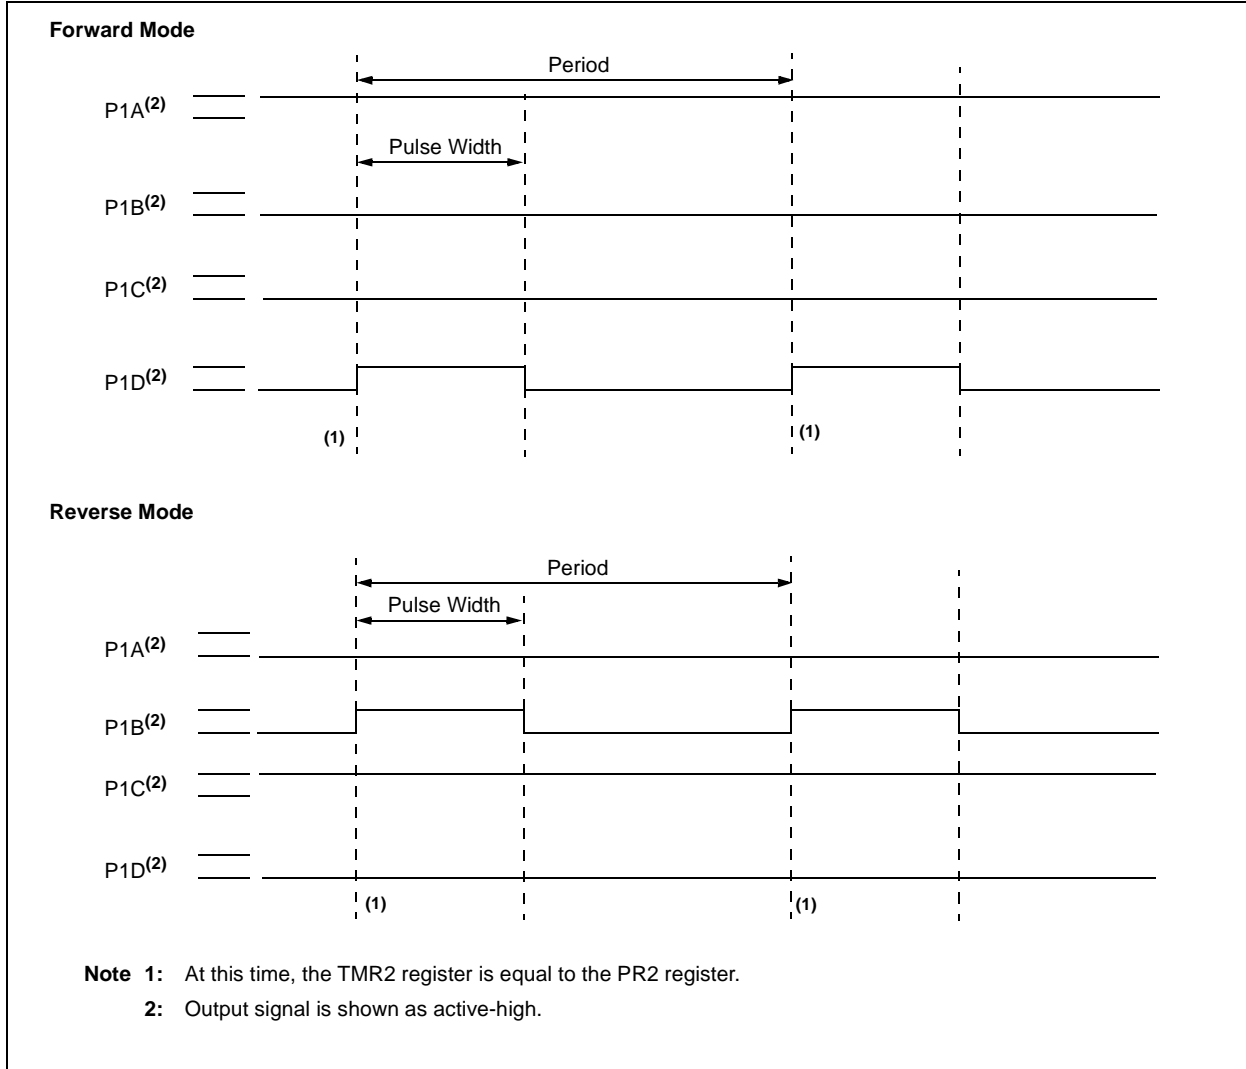 Forward Mode
Period
P1A(2)
Pulse Width
P1B(2)
P1C(2)
P1D(2)
(1) (1)
Reverse Mode
Period
Pulse Width
P1A(2)
P1B(2)
P1C(2)
P1D(2)
(1) (1)
Note 1: At this time, the TMR2 register is equal to the PR2 register.
2: Output signal is shown as active-high.